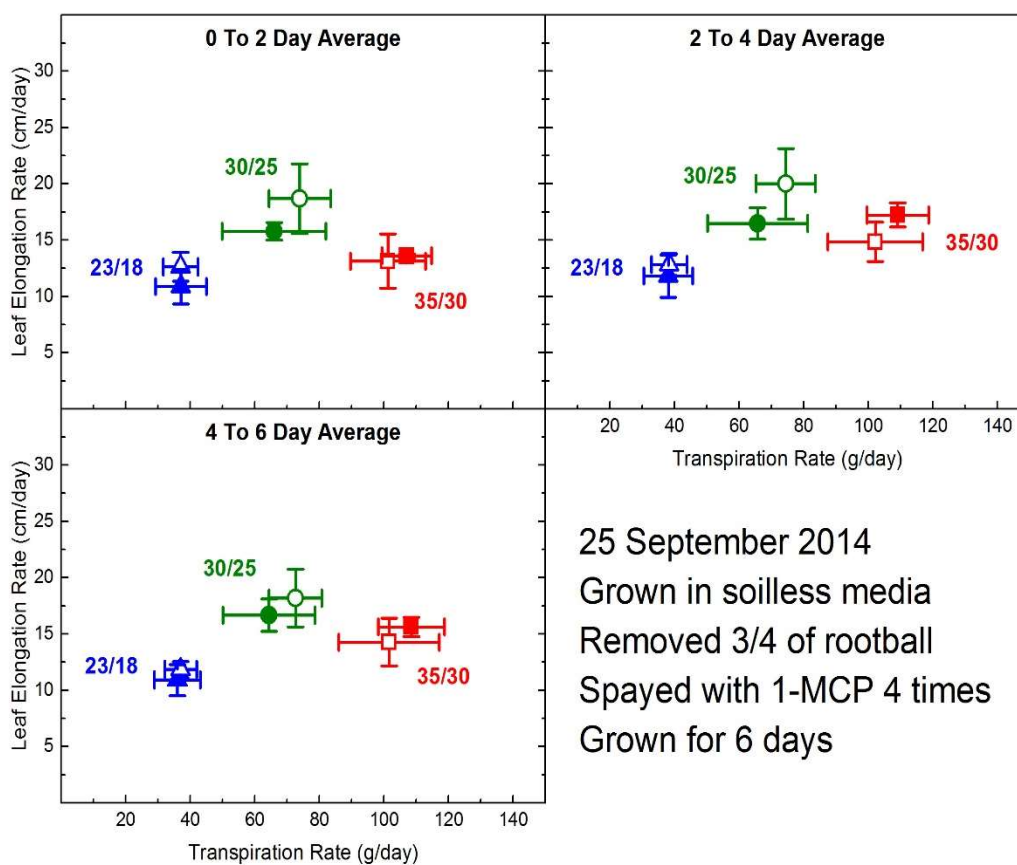 0 To 2 Day Average
2 To 4 Day Average
Leaf Elongation Rate (cm/day)
30
25
20
15
10
5
30/25
23/18
35/30
30/25
23/18
35/30
20 40 60 80 100 120 140
Transpiration Rate (g/day)
4 To 6 Day Average
Leaf Elongation Rate (cm/day)
30
25
20
15
10
5
30/25
23/18
35/30
20 40 60 80 100 120 140
Transpiration Rate (g/day)
25 September 2014
Grown in soilless media
Removed 3/4 of rootball
Spayed with 1-MCP 4 times
Grown for 6 days